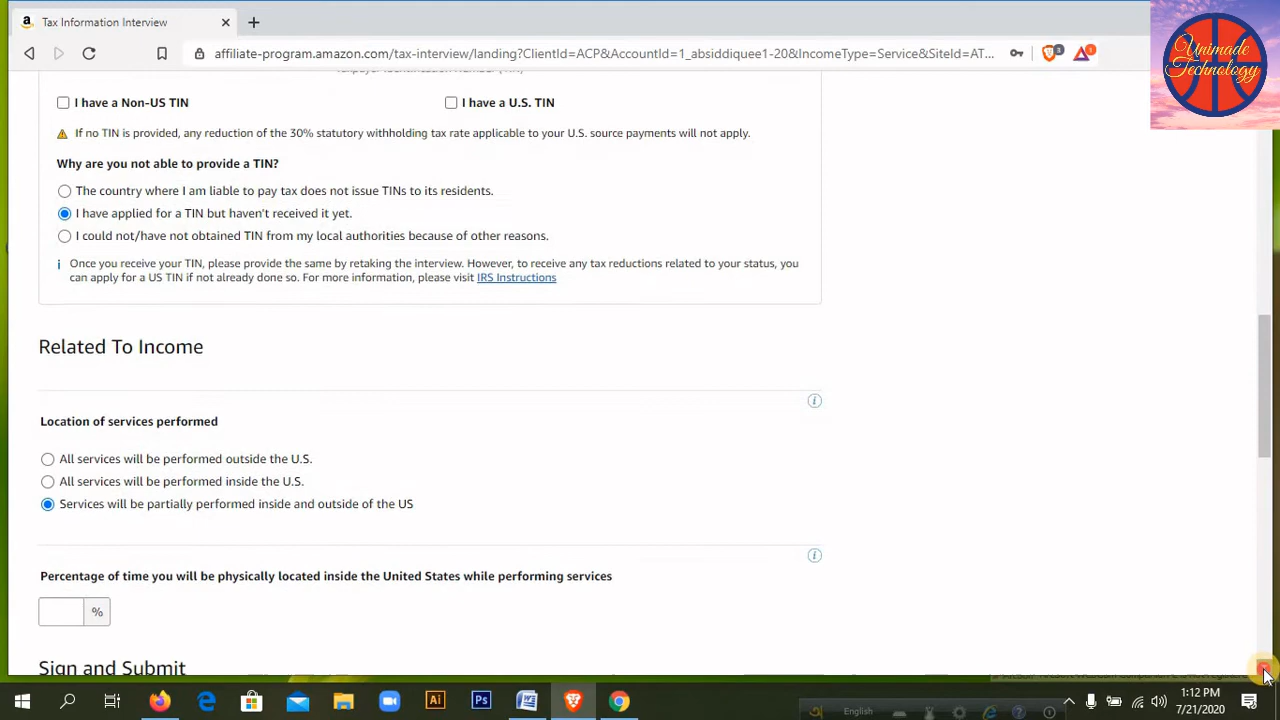 Tax Information Interview
affiliate-program.amazon.com/tax-interview/landing?ClientId=ACP&AccountId=1_absiddiquee1-20&IncomeType=Service&SiteId=AT...
Unimade
Technology
I have a Non-US TIN
I have a U.S. TIN
If no TIN is provided, any reduction of the 30% statutory withholding tax rate applicable to your U.S. source payments will not apply.
Why are you not able to provide a TIN?
The country where I am liable to pay tax does not issue TINs to its residents.
I have applied for a TIN but haven't received it yet.
I could not/have not obtained TIN from my local authorities because of other reasons.
Once you receive your TIN, please provide the same by retaking the interview. However, to receive any tax reductions related to your status, you
can apply for a US TIN if not already done so. For more information, please visit IRS Instructions
Related To Income
Location of services performed
All services will be performed outside the U.S.
All services will be performed inside the U.S.
Services will be partially performed inside and outside of the US
Percentage of time you will be physically located inside the United States while performing services
%
Sign and Submit
1:12 PM
7/21/2020
English